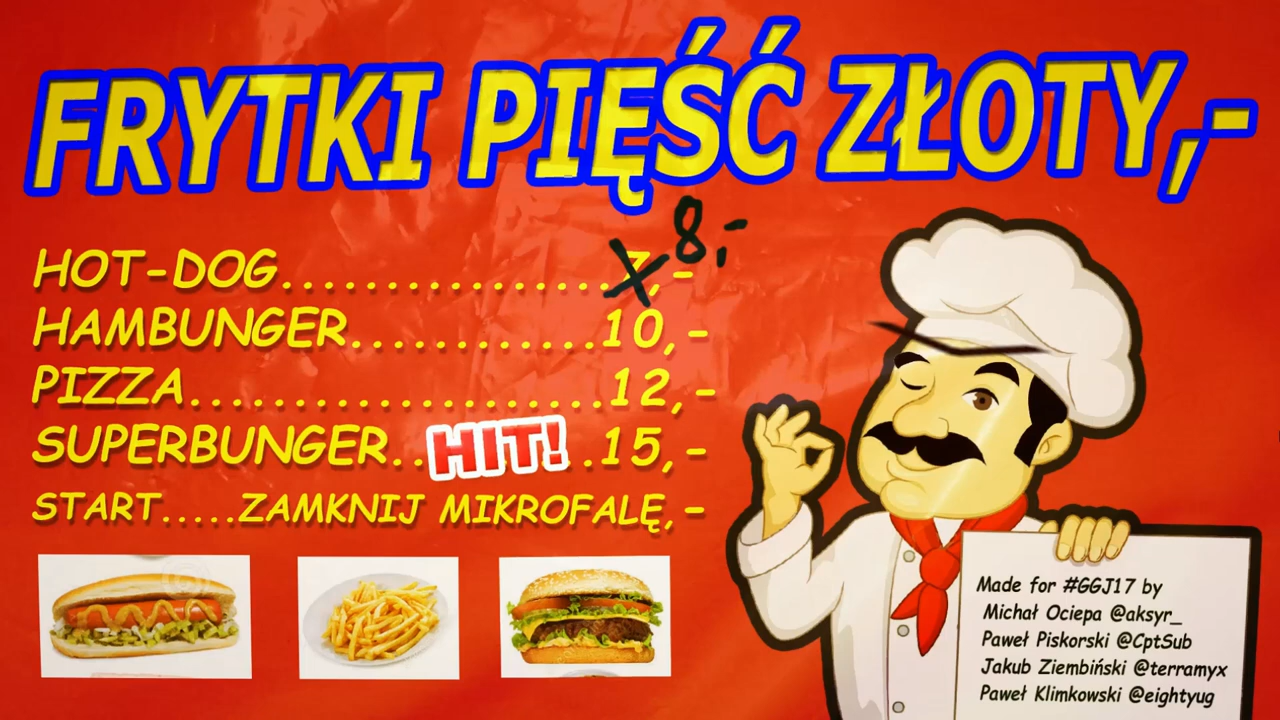 FRYTKI PIĘŚĆ ZŁOTY,-
8,-
HOT-DOG.................7,-
HAMBUNGER.............10,-
PIZZA......................12,-
SUPERBUNGER..HIT!..15,-
START.....ZAMKNIJ MIKROFALĘ,-
Made for #GGJ17 by
Michał Ociepa @aksyr_
Paweł Piskorski @CptSub
Jakub Ziembiński @terramyx
Paweł Klimkowski @eightyug